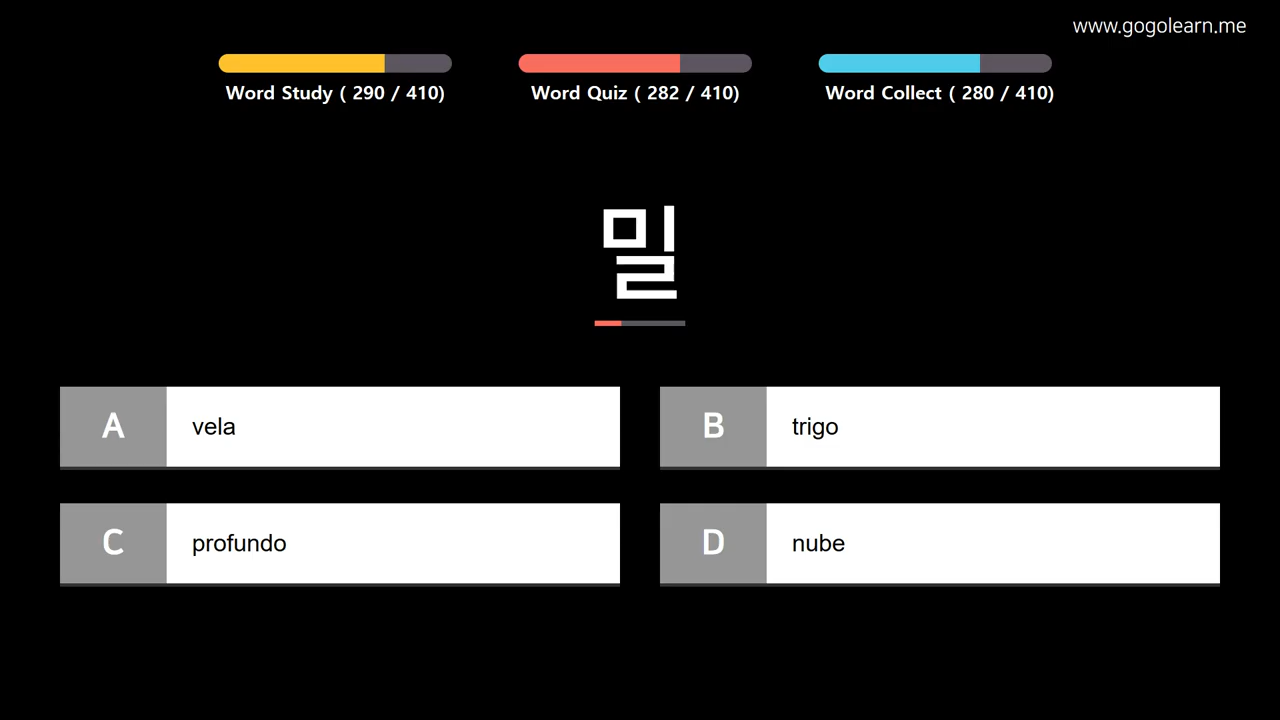 www.gogolearn.me
Word Study ( 290 / 410)
Word Quiz ( 282 / 410)
Word Collect ( 280 / 410)
밀
A vela
B trigo
C profundo
D nube